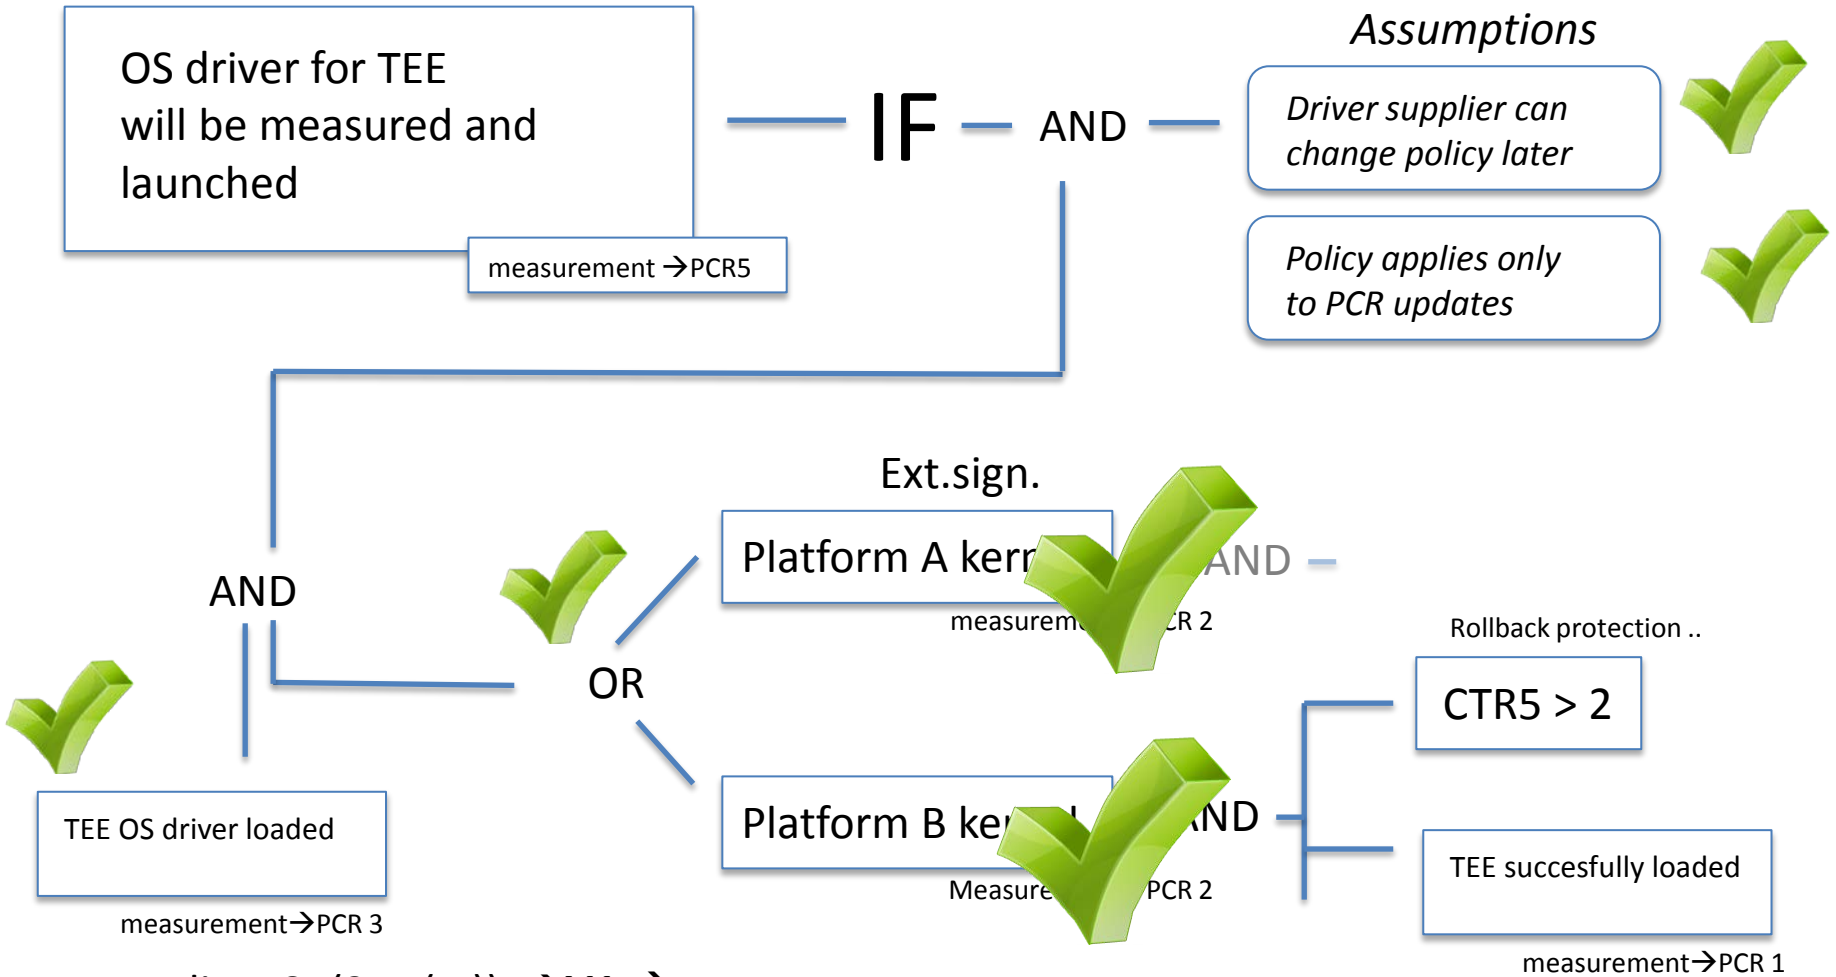 Assumptions
OS driver for TEE
will be measured and
launched
IF
AND
Driver supplier can
change policy later
measurement →PCR5
Policy applies only
to PCR updates
Ext.sign.
Platform A
AND
2
Rollback protection ..
AND
OR
CTR5 > 2
TEE OS driver loaded
Platform B
TEE succesfully loaded
PCR 2
measurement→PCR 3
measurement→PCR 1